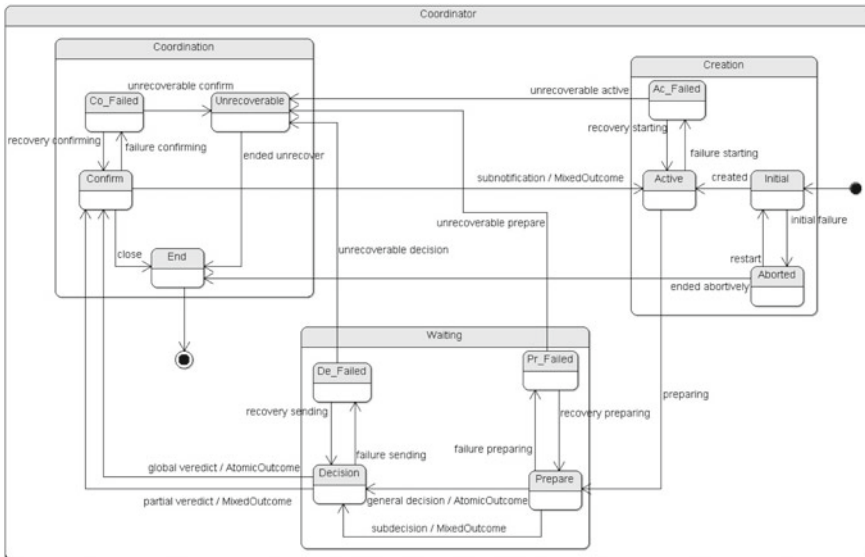 Coordinator
Coordination
Creation
unrecoverable confirm
Co_Failed
Unrecoverable
unrecoverable active
Ac_Failed
recovery confirming
failure confirming
ended unrecover
recovery starting
failure starting
Confirm
subnotification / MixedOutcome
Active
created
Initial
unrecoverable prepare
initial failure
close
End
unrecoverable decision
restart
Aborted
ended abortively
Waiting
De_Failed
Pr_Failed
recovery sending
recovery preparing
preparing
failure sending
failure preparing
global veredict / AtomicOutcome
Decision
Prepare
partial veredict / MixedOutcome
general decision / AtomicOutcome
subdecision / MixedOutcome